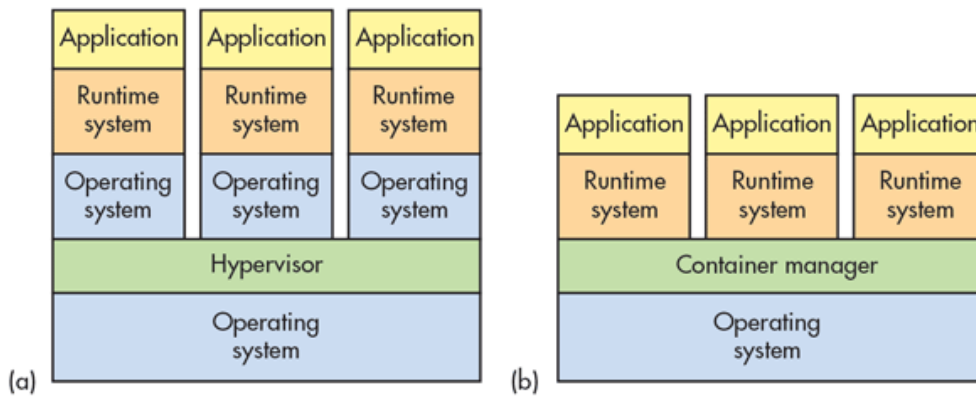 Application
Application
Application
Runtime
system
Runtime
system
Runtime
system
Operating
system
Operating
system
Operating
system
Hypervisor
Operating
system
(a)
Application
Application
Application
Runtime
system
Runtime
system
Runtime
system
Container manager
Operating
system
(b)